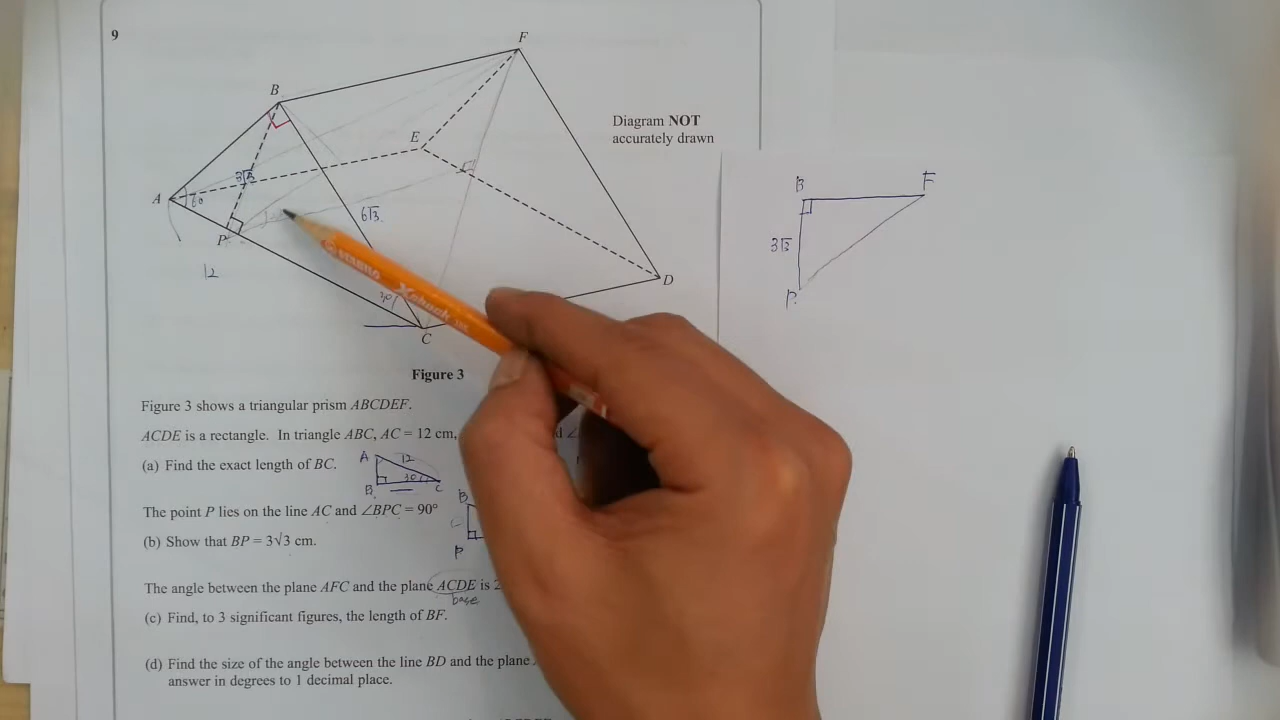 9
F
B
Diagram NOT
accurately drawn
E
A
60
3√3
6√3
P
12
30
D
C
B
F
3√3
P
Figure 3
Figure 3 shows a triangular prism ABCDEF.
ACDE is a rectangle. In triangle ABC, AC = 12 cm,
(a) Find the exact length of BC.
A
12
30
B
C
The point P lies on the line AC and ∠BPC = 90°
B
P
(b) Show that BP = 3√3 cm.
The angle between the plane AFC and the plane ACDE is 2
base
(c) Find, to 3 significant figures, the length of BF.
(d) Find the size of the angle between the line BD and the plane
answer in degrees to 1 decimal place.